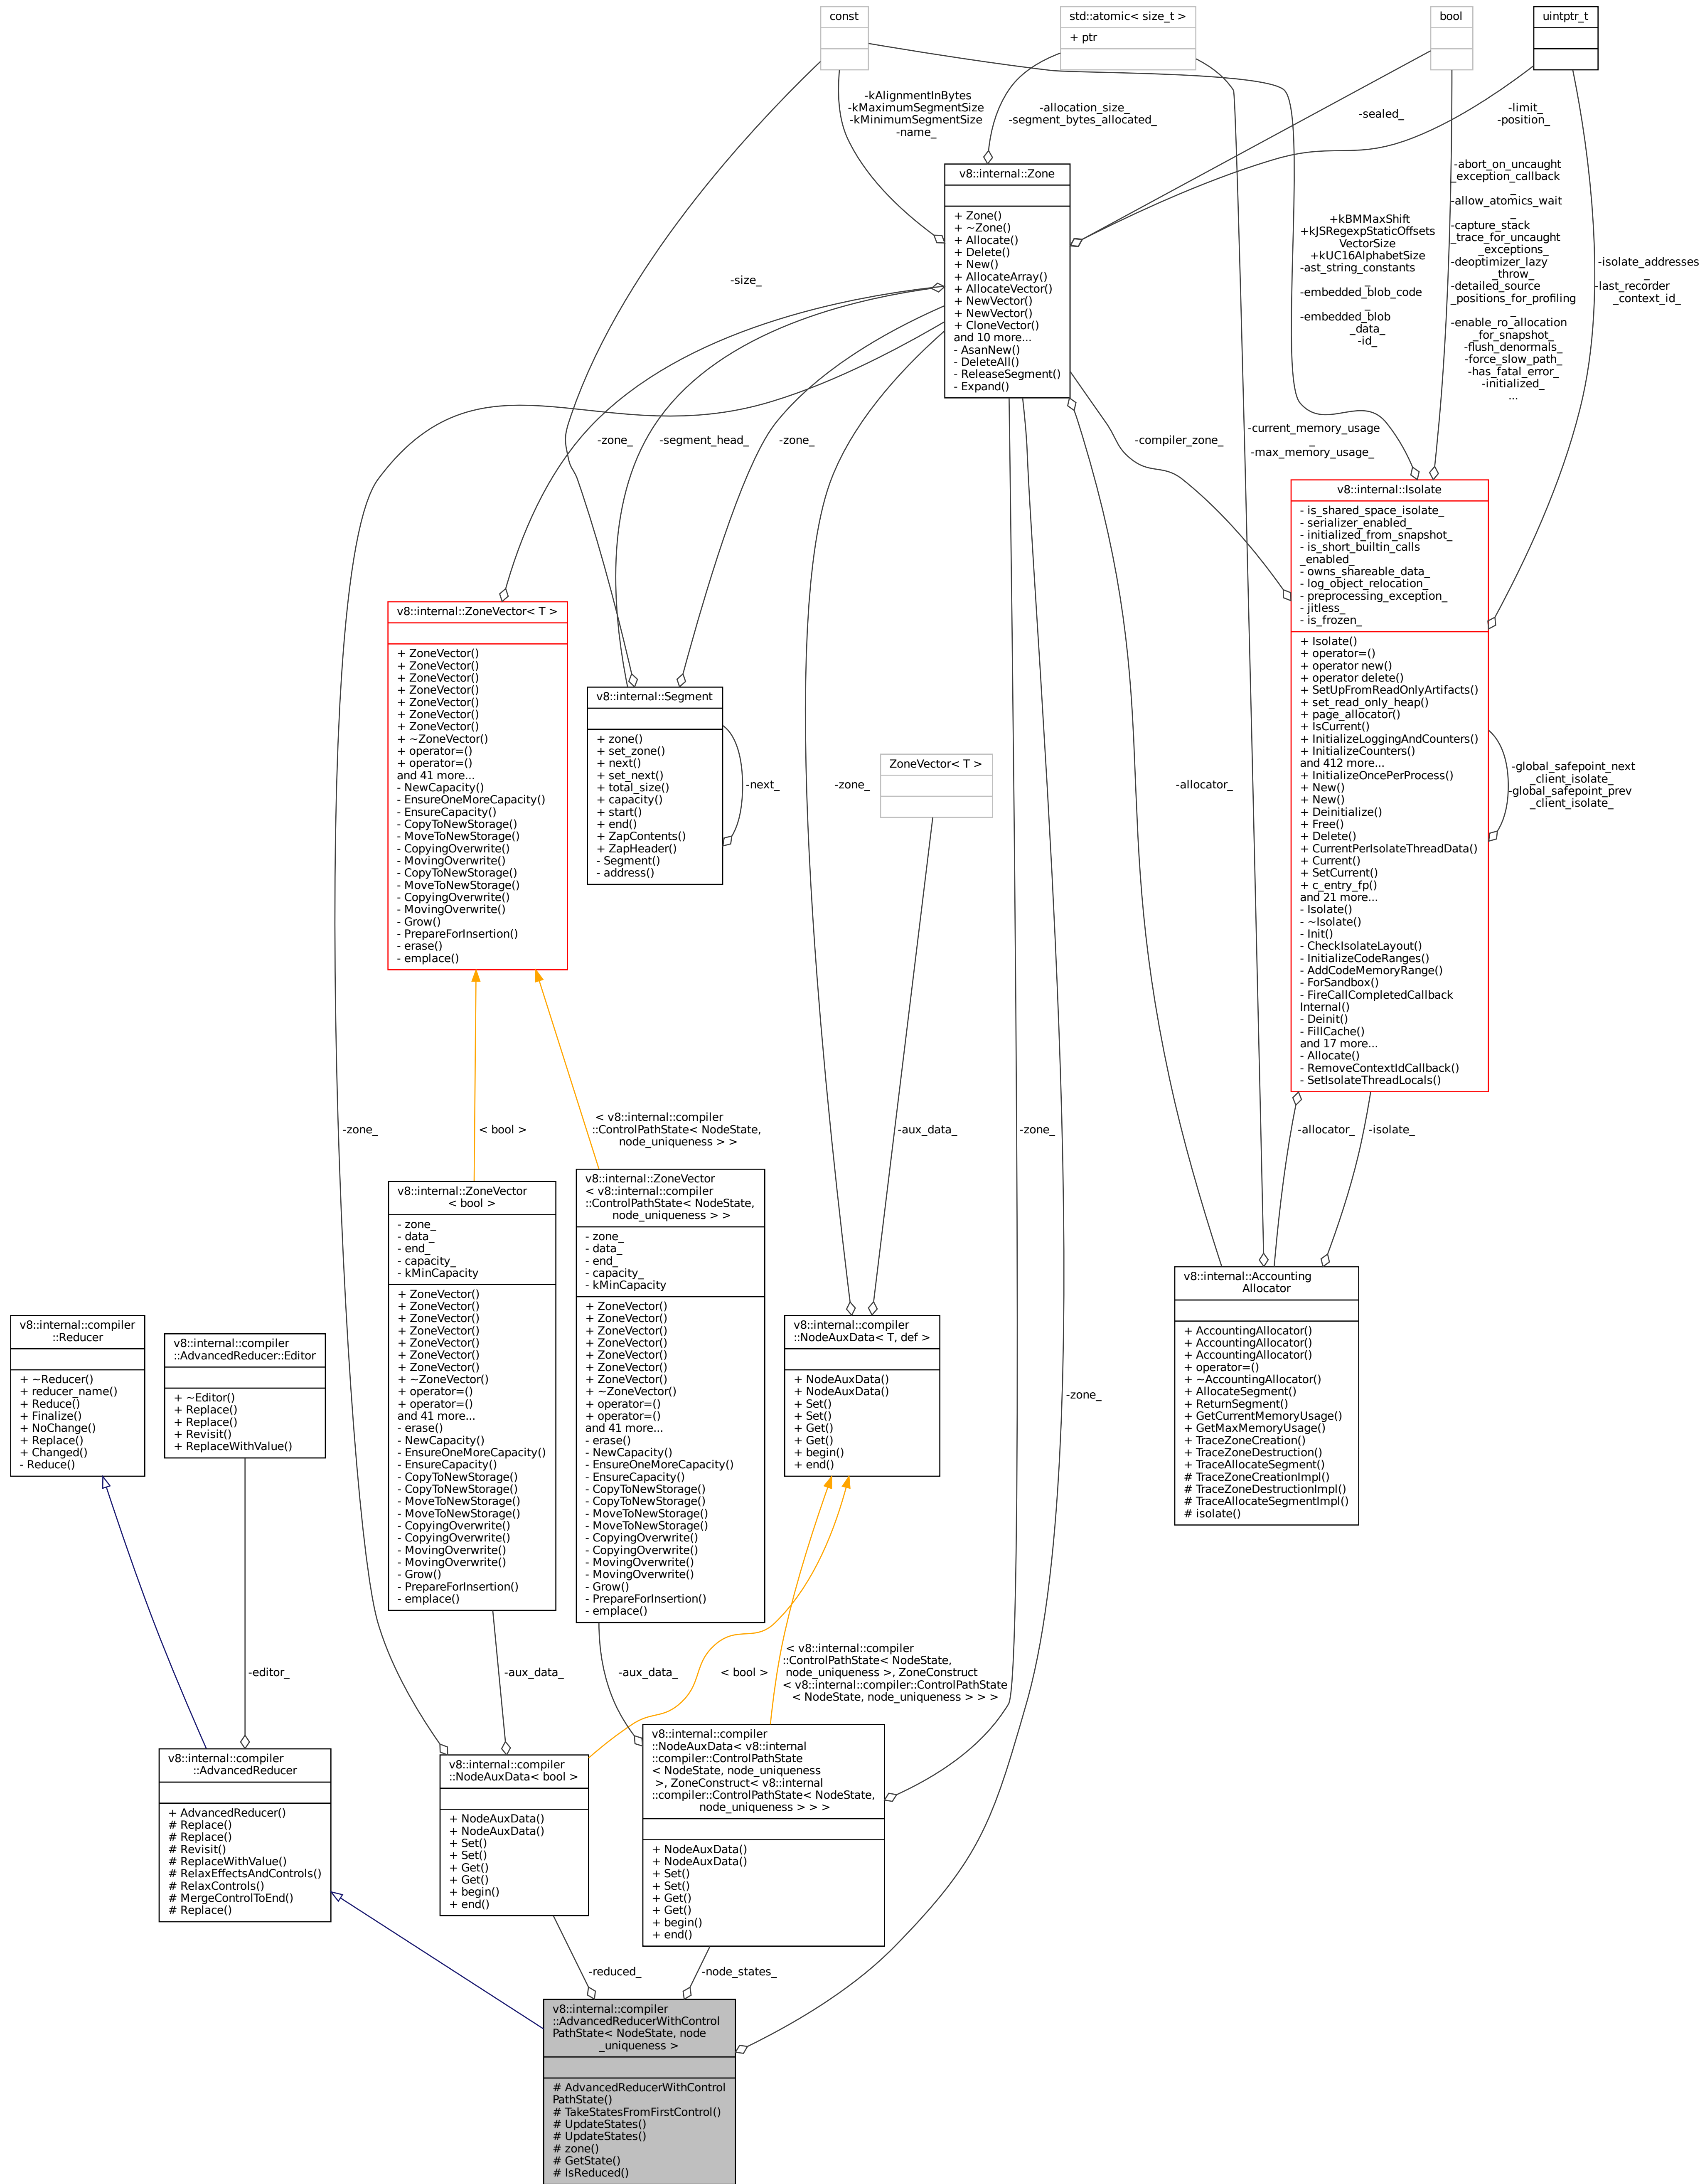 const
std::atomic< size_t >
+ ptr
bool
uintptr_t
-kAlignmentInBytes
-kMaximumSegmentSize
-kMinimumSegmentSize
-name_
-allocation_size_
-segment_bytes_allocated_
-sealed_
-limit_
-position_
v8::internal::Zone
+ Zone()
+ ~Zone()
+ Allocate()
+ Delete()
+ New()
+ AllocateArray()
+ AllocateVector()
+ NewVector()
+ NewVector()
+ CloneVector()
and 10 more...
- AsanNew()
- DeleteAll()
- ReleaseSegment()
- Expand()
-size_
+kBMMaxShift
+kJSRegexpStaticOffsets
VectorSize
+kUC16AlphabetSize
-ast_string_constants
_
-embedded_blob_code
_
-embedded_blob
_data_
-id_
-abort_on_uncaught
_exception_callback
_
-allow_atomics_wait
_
-capture_stack
_trace_for_uncaught
_exceptions_
-deoptimizer_lazy
_throw_
-detailed_source
_positions_for_profiling
_
-enable_ro_allocation
_for_snapshot_
-flush_denormals_
-force_slow_path_
-has_fatal_error_
-initialized_
...
-isolate_addresses
_
-last_recorder
_context_id_
-zone_
-segment_head_
-zone_
-compiler_zone_
-current_memory_usage
_
-max_memory_usage_
v8::internal::Isolate
- is_shared_space_isolate_
- serializer_enabled_
- initialized_from_snapshot_
- is_short_builtin_calls
_enabled_
- owns_shareable_data_
- log_object_relocation_
- preprocessing_exception_
- jitless_
- is_frozen_
+ Isolate()
+ operator=()
+ operator new()
+ operator delete()
+ SetUpFromReadOnlyArtifacts()
+ set_read_only_heap()
+ page_allocator()
+ IsCurrent()
+ InitializeLoggingAndCounters()
+ InitializeCounters()
and 412 more...
+ InitializeOncePerProcess()
+ New()
+ New()
+ Deinitialize()
+ Free()
+ Delete()
+ CurrentPerIsolateThreadData()
+ Current()
+ SetCurrent()
+ c_entry_fp()
and 21 more...
- Isolate()
- ~Isolate()
- Init()
- CheckIsolateLayout()
- InitializeCodeRanges()
- AddCodeMemoryRange()
- ForSandbox()
- FireCallCompletedCallback
Internal()
- Deinit()
- FillCache()
and 17 more...
- Allocate()
- RemoveContextIdCallback()
- SetIsolateThreadLocals()
-global_safepoint_next
_client_isolate_
-global_safepoint_prev
_client_isolate_
v8::internal::ZoneVector< T >
+ ZoneVector()
+ ZoneVector()
+ ZoneVector()
+ ZoneVector()
+ ZoneVector()
+ ZoneVector()
+ ZoneVector()
+ ~ZoneVector()
+ operator=()
+ operator=()
and 41 more...
- NewCapacity()
- EnsureOneMoreCapacity()
- EnsureCapacity()
- CopyToNewStorage()
- MoveToNewStorage()
- CopyingOverwrite()
- MovingOverwrite()
- CopyToNewStorage()
- MoveToNewStorage()
- CopyingOverwrite()
- MovingOverwrite()
- Grow()
- PrepareForInsertion()
- erase()
- emplace()
v8::internal::Segment
+ zone()
+ set_zone()
+ next()
+ set_next()
+ total_size()
+ capacity()
+ start()
+ end()
+ ZapContents()
+ ZapHeader()
- Segment()
- address()
-next_
-zone_
ZoneVector< T >
-allocator_
-zone_
< bool >
< v8::internal::compiler
::ControlPathState< NodeState,
node_uniqueness > >
-aux_data_
-zone_
-allocator_
-isolate_
v8::internal::ZoneVector
< bool >
- zone_
- data_
- end_
- capacity_
- kMinCapacity
+ ZoneVector()
+ ZoneVector()
+ ZoneVector()
+ ZoneVector()
+ ZoneVector()
+ ZoneVector()
+ ZoneVector()
+ ~ZoneVector()
+ operator=()
+ operator=()
and 41 more...
- erase()
- NewCapacity()
- EnsureOneMoreCapacity()
- EnsureCapacity()
- CopyToNewStorage()
- CopyToNewStorage()
- MoveToNewStorage()
- MoveToNewStorage()
- CopyingOverwrite()
- CopyingOverwrite()
- MovingOverwrite()
- MovingOverwrite()
- Grow()
- PrepareForInsertion()
- emplace()
v8::internal::ZoneVector
< v8::internal::compiler
::ControlPathState< NodeState,
node_uniqueness > >
- zone_
- data_
- end_
- capacity_
- kMinCapacity
+ ZoneVector()
+ ZoneVector()
+ ZoneVector()
+ ZoneVector()
+ ZoneVector()
+ ZoneVector()
+ ZoneVector()
+ ~ZoneVector()
+ operator=()
+ operator=()
and 41 more...
- erase()
- NewCapacity()
- EnsureOneMoreCapacity()
- EnsureCapacity()
- CopyToNewStorage()
- CopyToNewStorage()
- MoveToNewStorage()
- MoveToNewStorage()
- CopyingOverwrite()
- CopyingOverwrite()
- MovingOverwrite()
- MovingOverwrite()
- Grow()
- PrepareForInsertion()
- emplace()
v8::internal::Accounting
Allocator
+ AccountingAllocator()
+ AccountingAllocator()
+ AccountingAllocator()
+ operator=()
+ ~AccountingAllocator()
+ AllocateSegment()
+ ReturnSegment()
+ GetCurrentMemoryUsage()
+ GetMaxMemoryUsage()
+ TraceZoneCreation()
+ TraceZoneDestruction()
+ TraceAllocateSegment()
# TraceZoneCreationImpl()
# TraceZoneDestructionImpl()
# TraceAllocateSegmentImpl()
# isolate()
v8::internal::compiler
::Reducer
+ ~Reducer()
+ reducer_name()
+ Reduce()
+ Finalize()
+ NoChange()
+ Replace()
+ Changed()
- Reduce()
v8::internal::compiler
::AdvancedReducer::Editor
+ ~Editor()
+ Replace()
+ Replace()
+ Revisit()
+ ReplaceWithValue()
v8::internal::compiler
::NodeAuxData< T, def >
+ NodeAuxData()
+ NodeAuxData()
+ Set()
+ Set()
+ Get()
+ Get()
+ begin()
+ end()
-zone_
-editor_
-aux_data_
-aux_data_
< bool >
< v8::internal::compiler
::ControlPathState< NodeState,
node_uniqueness >, ZoneConstruct
< v8::internal::compiler::ControlPathState
< NodeState, node_uniqueness > > >
v8::internal::compiler
::AdvancedReducer
+ AdvancedReducer()
# Replace()
# Replace()
# Revisit()
# ReplaceWithValue()
# RelaxEffectsAndControls()
# RelaxControls()
# MergeControlToEnd()
# Replace()
v8::internal::compiler
::NodeAuxData< bool >
+ NodeAuxData()
+ NodeAuxData()
+ Set()
+ Set()
+ Get()
+ Get()
+ begin()
+ end()
v8::internal::compiler
::NodeAuxData< v8::internal
::compiler::ControlPathState
< NodeState, node_uniqueness
>, ZoneConstruct< v8::internal
::compiler::ControlPathState< NodeState,
node_uniqueness > > >
+ NodeAuxData()
+ NodeAuxData()
+ Set()
+ Set()
+ Get()
+ Get()
+ begin()
+ end()
-reduced_
-node_states_
v8::internal::compiler
::AdvancedReducerWithControl
PathState< NodeState, node
_uniqueness >
# AdvancedReducerWithControl
PathState()
# TakeStatesFromFirstControl()
# UpdateStates()
# UpdateStates()
# zone()
# GetState()
# IsReduced()